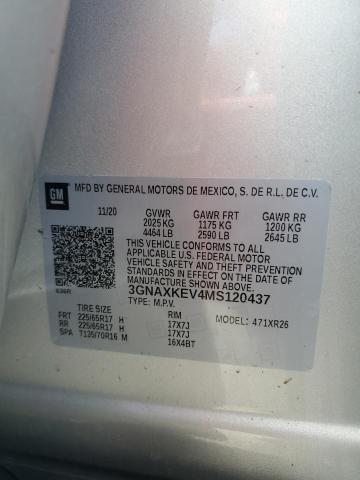 GM
MFD BY GENERAL MOTORS DE MEXICO, S. DE R.L. DE C.V.
11/20 GVWR GAWR FRT GAWR RR
2025 KG 1175 KG 1200 KG
4464 LB 2590 LB 2645 LB
THIS VEHICLE CONFORMS TO ALL
APPLICABLE U.S. FEDERAL MOTOR
VEHICLE SAFETY, BUMPER, AND THEFT
PREVENTION STANDARDS IN EFFECT ON THE
DATE OF MANUFACTURE SHOWN ABOVE.
3GNAXKEV4MS120437
TYPE: M.P.V.
TIRE SIZE RIM MODEL: 471XR26
FRT 225/65R17 H 17X7J
RR 225/65R17 H 17X7J
SPA T135/70R16 M 16X4BT